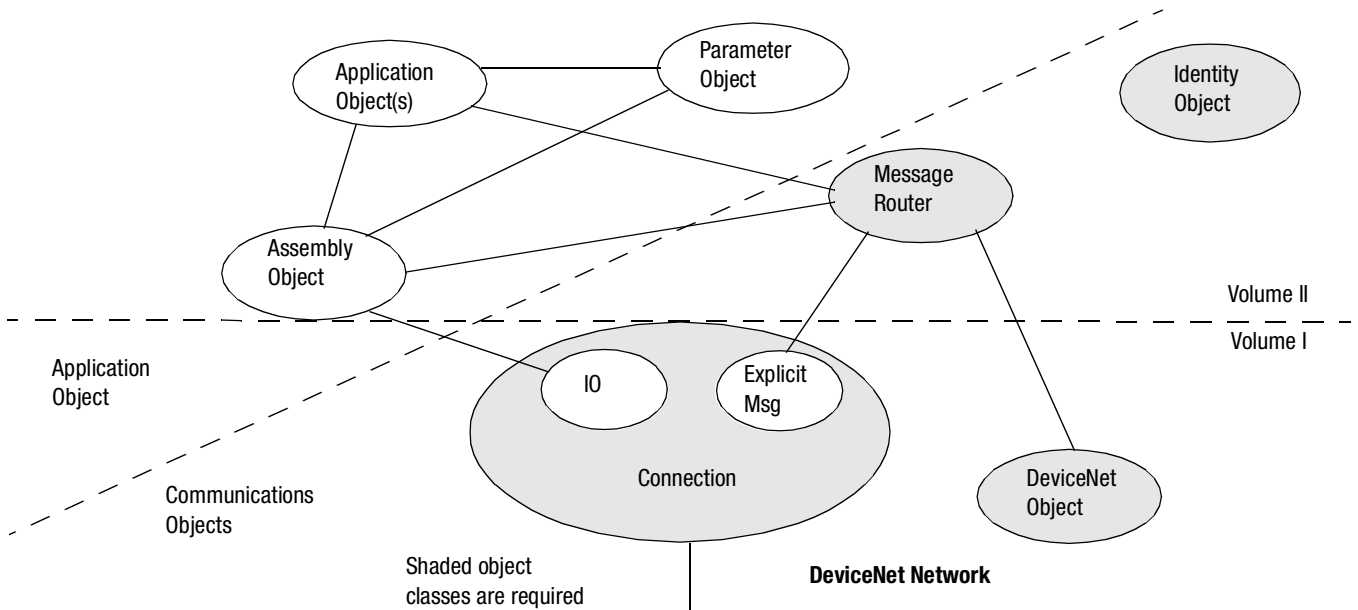 Application
Object(s)
Parameter
Object
Identity
Object
Message
Router
Assembly
Object
Volume II
Volume I
Application
Object
IO
Explicit
Msg
Connection
DeviceNet
Object
Communications
Objects
Shaded object
classes are required
DeviceNet Network